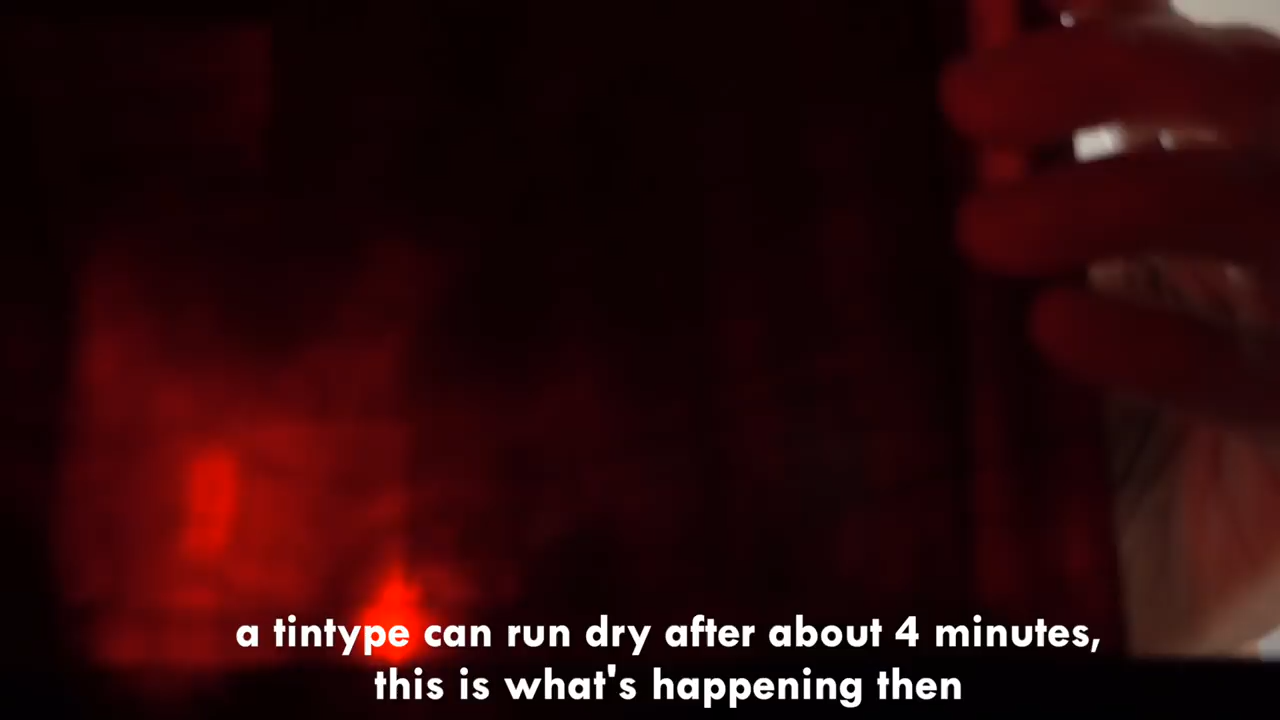 a tintype can run dry after about 4 minutes,
this is what's happening then